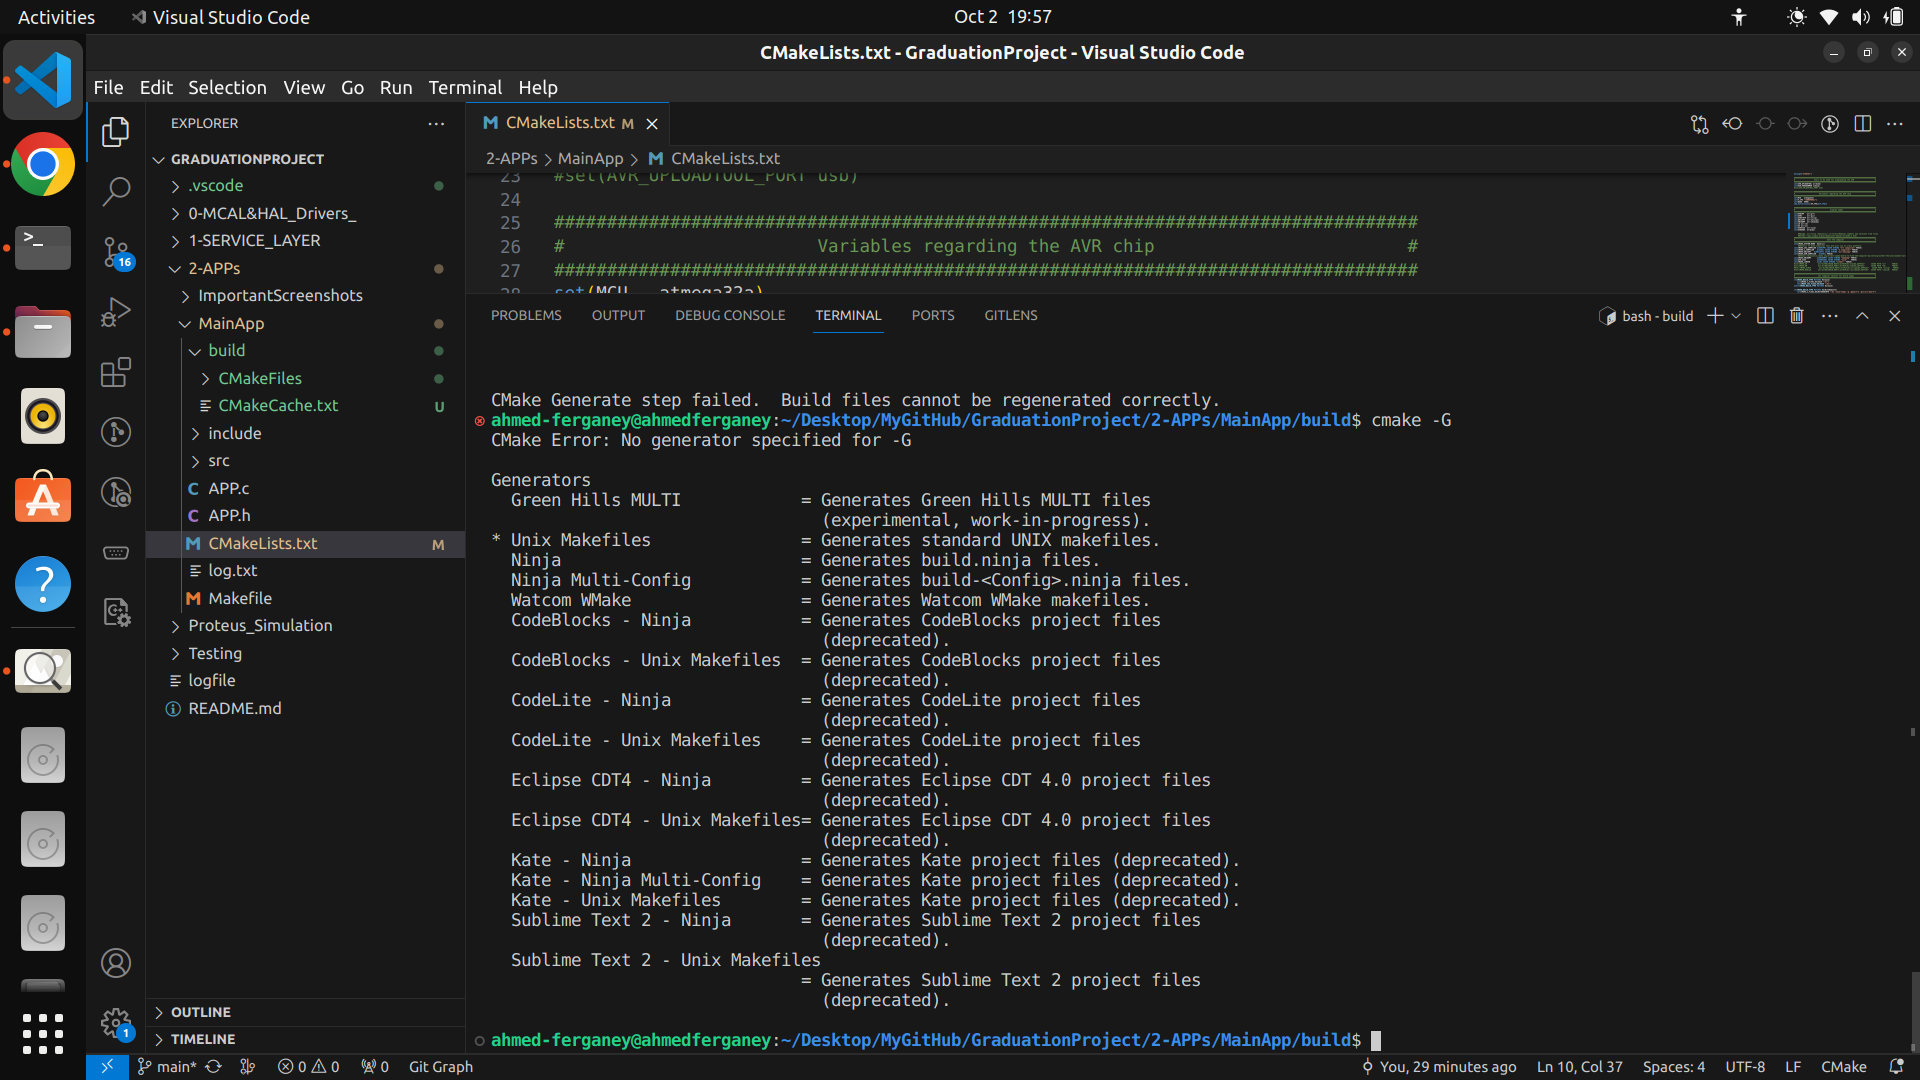 Activities
Visual Studio Code
Oct 2 19:57
CMakeLists.txt - GraduationProject - Visual Studio Code
File Edit Selection View Go Run Terminal Help
EXPLORER
GRADUATIONPROJECT
.vscode
0-MCAL&HAL_Drivers_
1-SERVICE_LAYER
2-APPs
ImportantScreenshots
MainApp
build
CMakeFiles
CMakeCache.txt U
include
src
C APP.c
C APP.h
M CMakeLists.txt M
log.txt
M Makefile
Proteus_Simulation
Testing
logfile
README.md
OUTLINE
TIMELINE
16
1
M CMakeLists.txt M
2-APPs > MainApp > M CMakeLists.txt
23 #set(AVR_UPLOADTOOL_PORT usb)
24
25 ######################################################################################
26 # Variables regarding the AVR chip #
27 ######################################################################################
28 set(MCU atmega32a)
PROBLEMS OUTPUT DEBUG CONSOLE TERMINAL PORTS GITLENS
bash - build
CMake Generate step failed.  Build files cannot be regenerated correctly.
ahmed-ferganey@ahmedferganey:~/Desktop/MyGitHub/GraduationProject/2-APPs/MainApp/build$ cmake -G
CMake Error: No generator specified for -G
Generators
Green Hills MULTI = Generates Green Hills MULTI files
(experimental, work-in-progress).
* Unix Makefiles = Generates standard UNIX makefiles.
Ninja = Generates build.ninja files.
Ninja Multi-Config = Generates build-<Config>.ninja files.
Watcom WMake = Generates Watcom WMake makefiles.
CodeBlocks - Ninja = Generates CodeBlocks project files
(deprecated).
CodeBlocks - Unix Makefiles = Generates CodeBlocks project files
(deprecated).
CodeLite - Ninja = Generates CodeLite project files
(deprecated).
CodeLite - Unix Makefiles = Generates CodeLite project files
(deprecated).
Eclipse CDT4 - Ninja = Generates Eclipse CDT 4.0 project files
(deprecated).
Eclipse CDT4 - Unix Makefiles= Generates Eclipse CDT 4.0 project files
(deprecated).
Kate - Ninja = Generates Kate project files (deprecated).
Kate - Ninja Multi-Config = Generates Kate project files (deprecated).
Kate - Unix Makefiles = Generates Kate project files (deprecated).
Sublime Text 2 - Ninja = Generates Sublime Text 2 project files
(deprecated).
Sublime Text 2 - Unix Makefiles
= Generates Sublime Text 2 project files
(deprecated).
ahmed-ferganey@ahmedferganey:~/Desktop/MyGitHub/GraduationProject/2-APPs/MainApp/build$
main* 0 0 0 Git Graph
You, 29 minutes ago Ln 10, Col 37 Spaces: 4 UTF-8 LF CMake